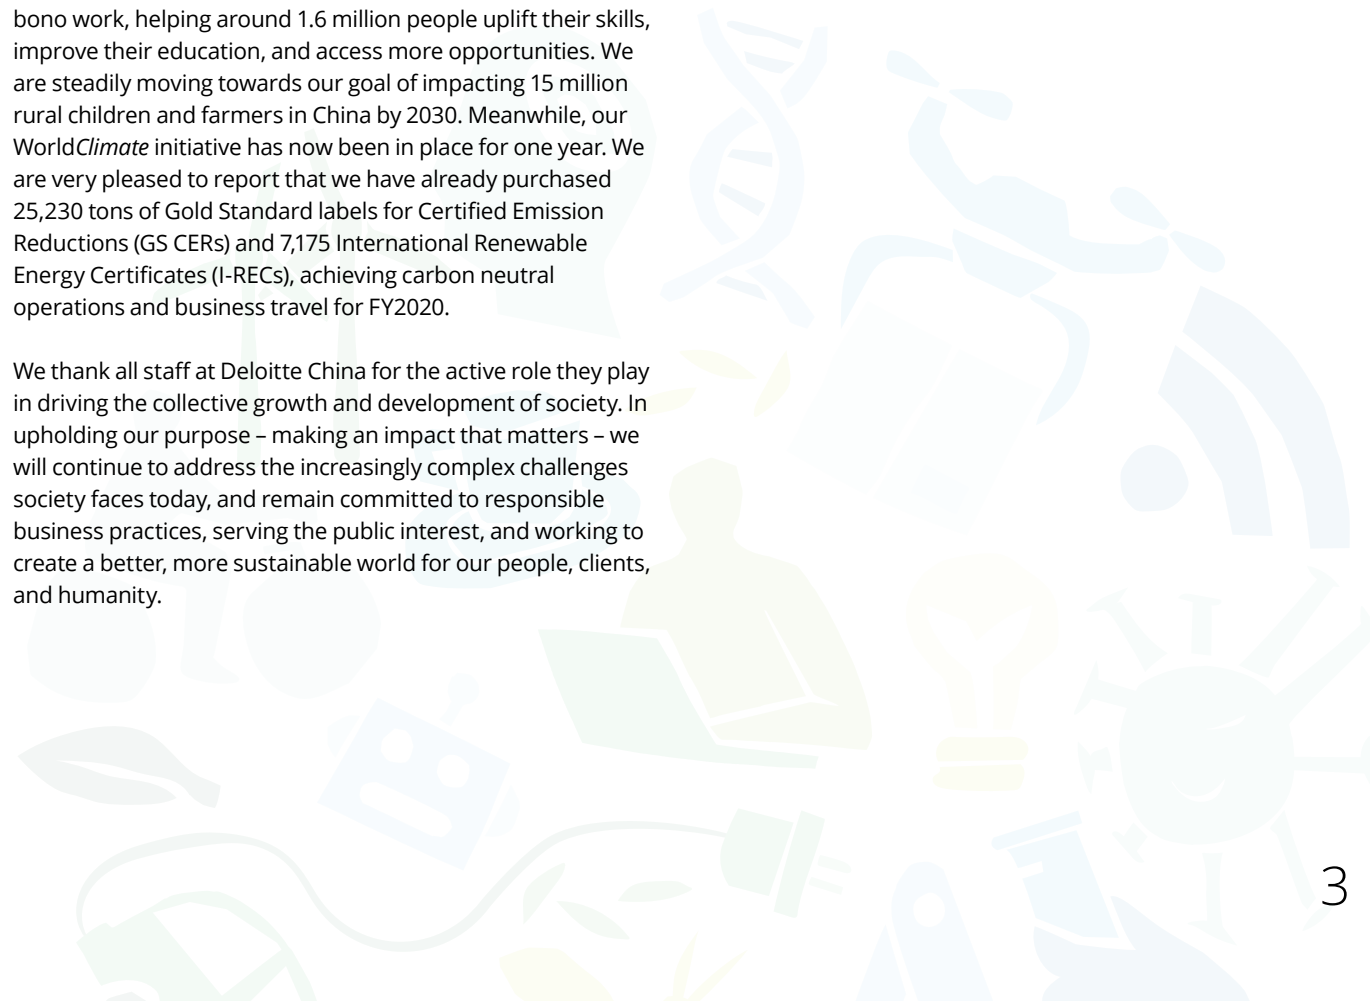 bono work, helping around 1.6 million people uplift their skills,
improve their education, and access more opportunities. We
are steadily moving towards our goal of impacting 15 million
rural children and farmers in China by 2030. Meanwhile, our
WorldClimate initiative has now been in place for one year. We
are very pleased to report that we have already purchased
25,230 tons of Gold Standard labels for Certified Emission
Reductions (GS CERs) and 7,175 International Renewable
Energy Certificates (I-RECs), achieving carbon neutral
operations and business travel for FY2020.
We thank all staff at Deloitte China for the active role they play
in driving the collective growth and development of society. In
upholding our purpose – making an impact that matters – we
will continue to address the increasingly complex challenges
society faces today, and remain committed to responsible
business practices, serving the public interest, and working to
create a better, more sustainable world for our people, clients,
and humanity.
3